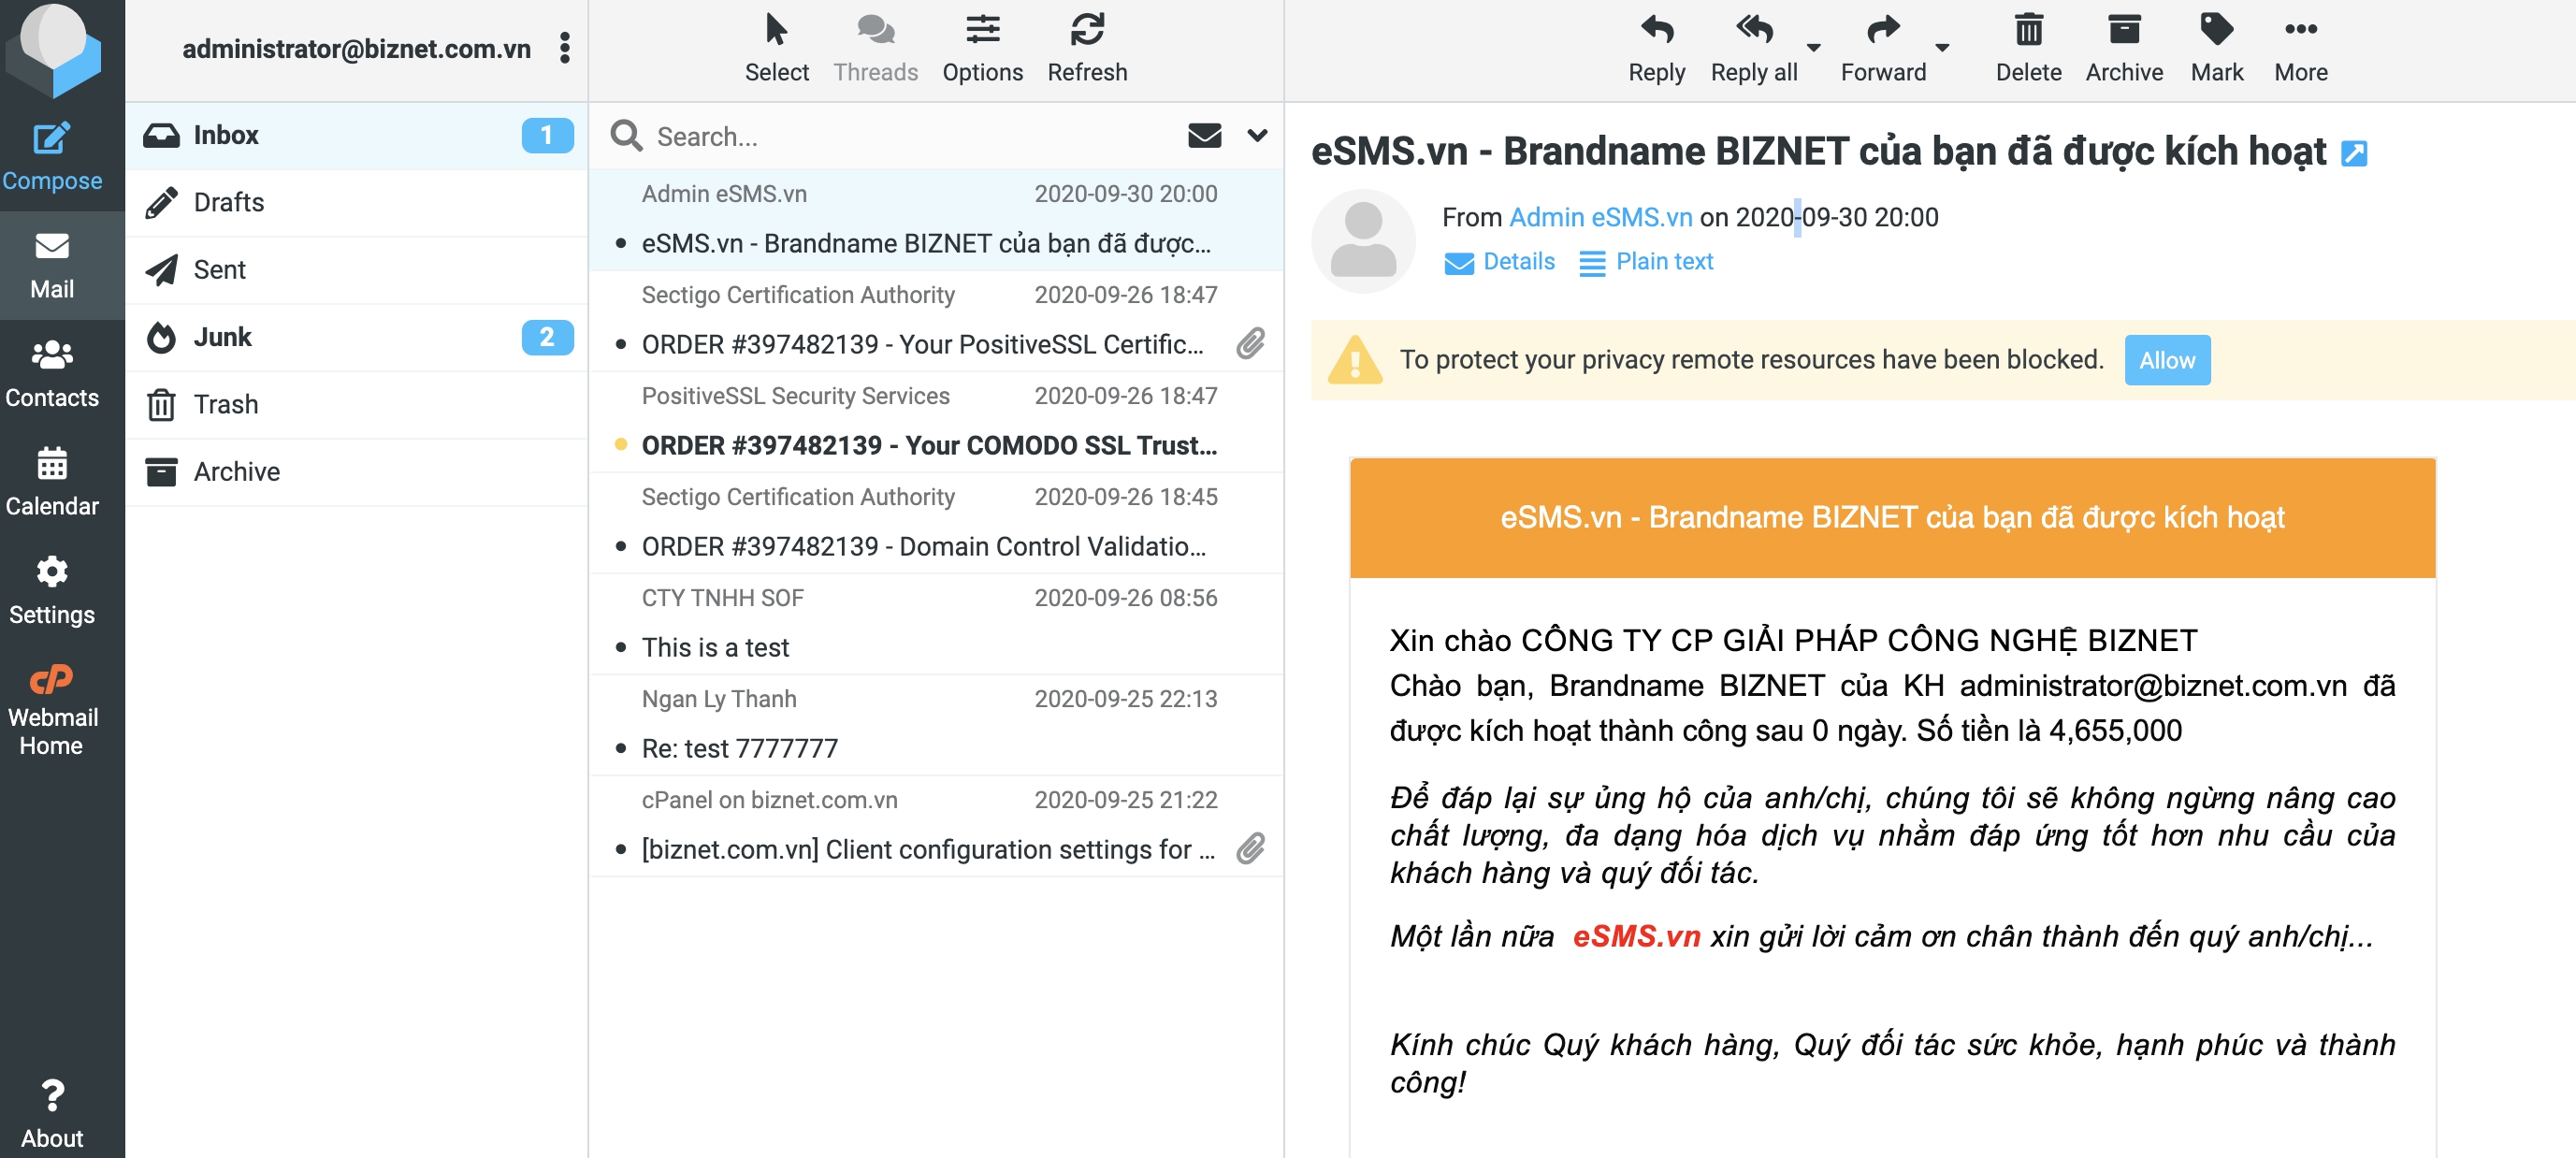 Compose
Mail
Contacts
Calendar
Settings
cP
Webmail
Home
About
administrator@biznet.com.vn
Inbox 1
Drafts
Sent
Junk 2
Trash
Archive
Select Threads Options Refresh
Search...
Admin eSMS.vn 2020-09-30 20:00
• eSMS.vn - Brandname BIZNET của bạn đã được...
Sectigo Certification Authority 2020-09-26 18:47
• ORDER #397482139 - Your PositiveSSL Certific...
PositiveSSL Security Services 2020-09-26 18:47
• ORDER #397482139 - Your COMODO SSL Trust...
Sectigo Certification Authority 2020-09-26 18:45
• ORDER #397482139 - Domain Control Validatio...
CTY TNHH SOF 2020-09-26 08:56
• This is a test
Ngan Ly Thanh 2020-09-25 22:13
• Re: test 7777777
cPanel on biznet.com.vn 2020-09-25 21:22
• [biznet.com.vn] Client configuration settings for ...
Reply Reply all Forward Delete Archive Mark More
eSMS.vn - Brandname BIZNET của bạn đã được kích hoạt
From Admin eSMS.vn on 2020-09-30 20:00
Details Plain text
To protect your privacy remote resources have been blocked. Allow
eSMS.vn - Brandname BIZNET của bạn đã được kích hoạt
Xin chào CÔNG TY CP GIẢI PHÁP CÔNG NGHỆ BIZNET
Chào bạn, Brandname BIZNET của KH administrator@biznet.com.vn đã
được kích hoạt thành công sau 0 ngày. Số tiền là 4,655,000
Để đáp lại sự ủng hộ của anh/chị, chúng tôi sẽ không ngừng nâng cao
chất lượng, đa dạng hóa dịch vụ nhằm đáp ứng tốt hơn nhu cầu của
khách hàng và quý đối tác.
Một lần nữa eSMS.vn xin gửi lời cảm ơn chân thành đến quý anh/chị...
Kính chúc Quý khách hàng, Quý đối tác sức khỏe, hạnh phúc và thành
công!